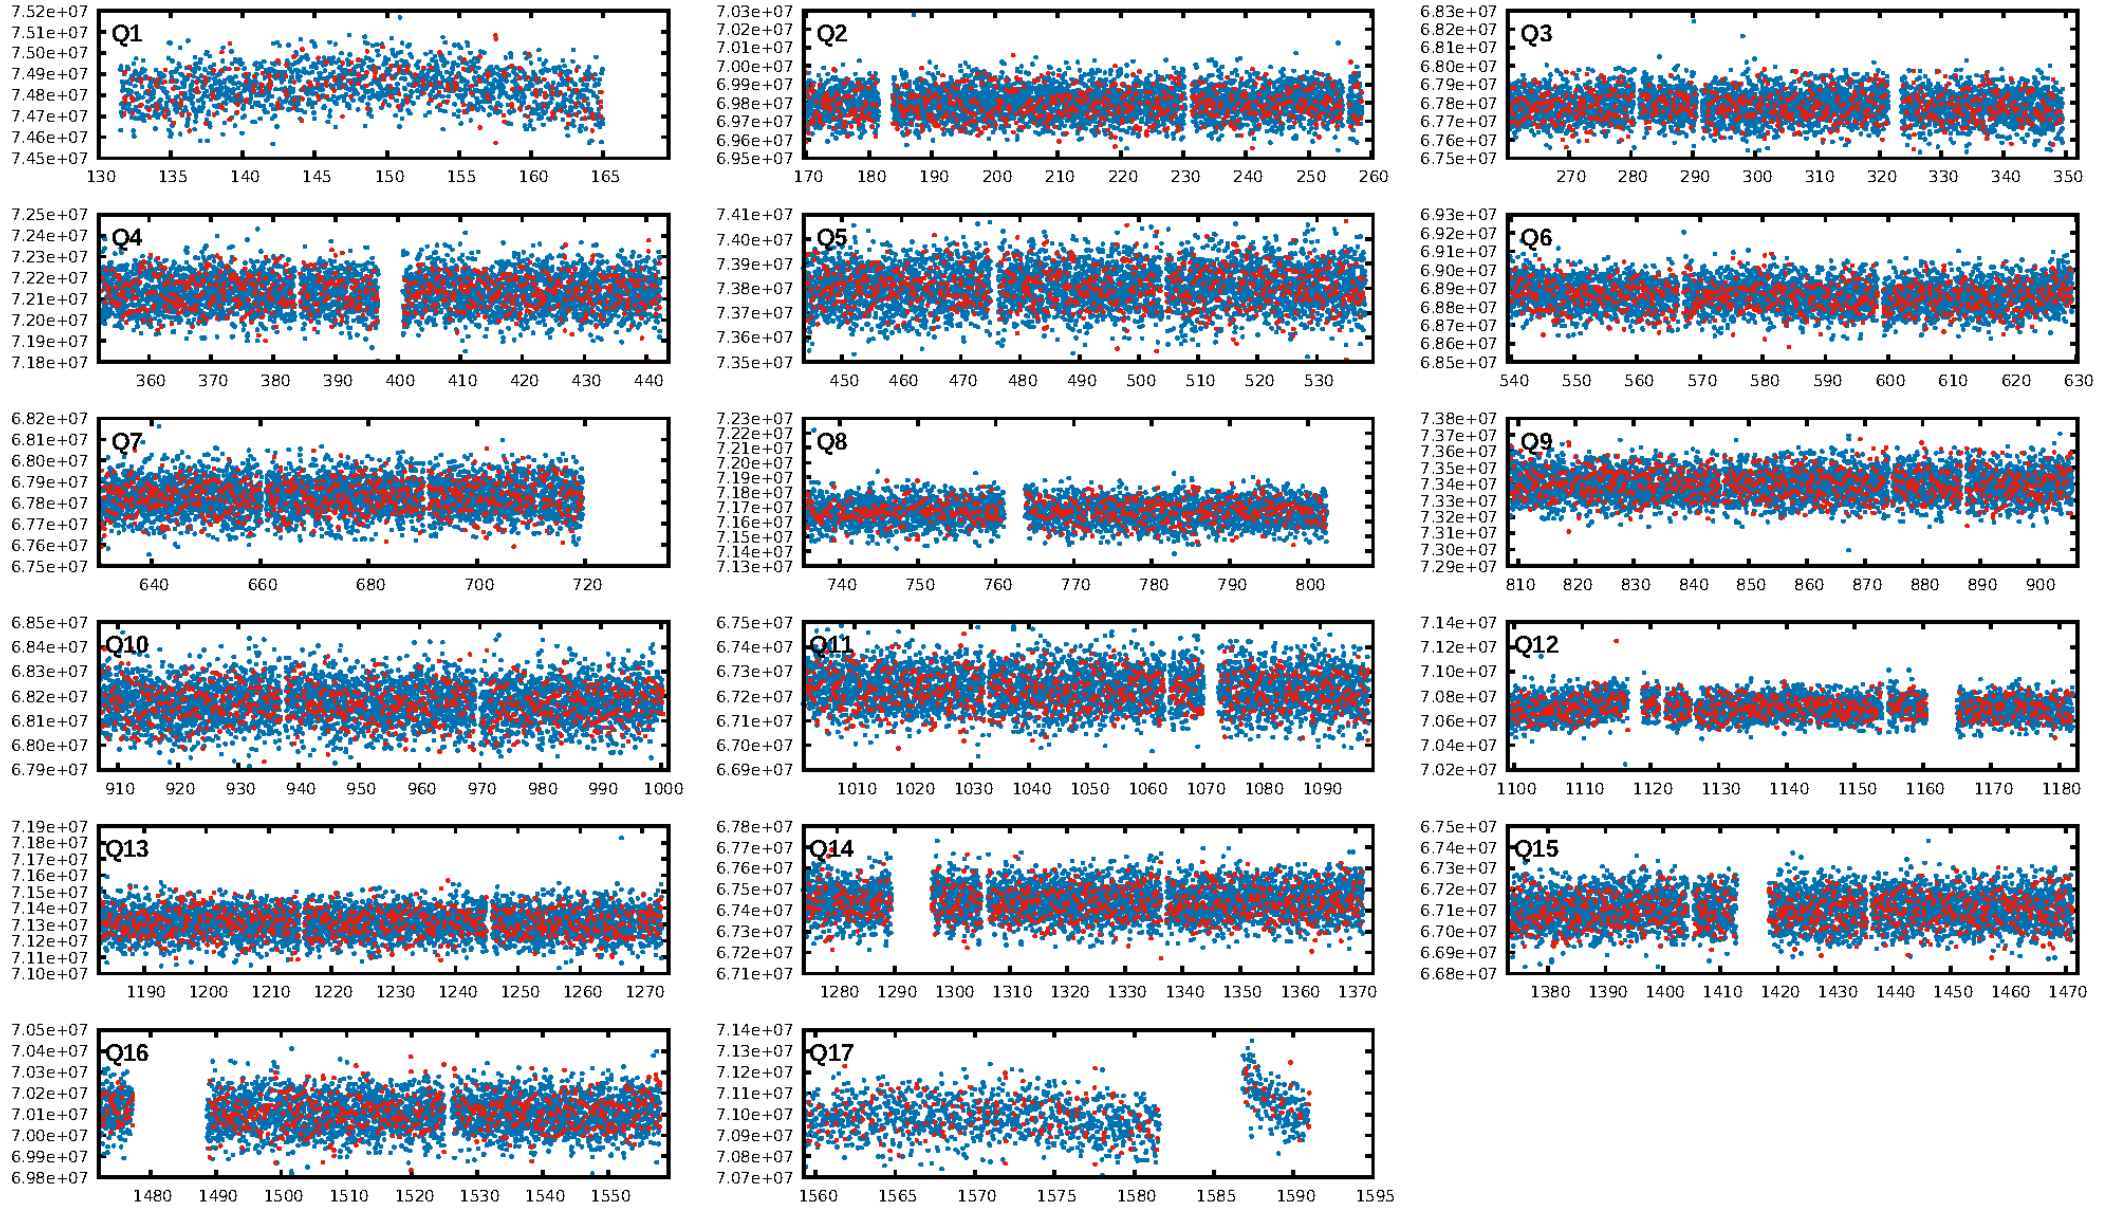 7.52e+07
7.51e+07
7.50e+07
7.49e+07
7.48e+07
7.47e+07
7.46e+07
7.45e+07
Q1
130 135 140 145 150 155 160 165
7.03e+07
7.02e+07
7.01e+07
7.00e+07
6.99e+07
6.98e+07
6.97e+07
6.96e+07
6.95e+07
Q2
170 180 190 200 210 220 230 240 250 260
6.83e+07
6.82e+07
6.81e+07
6.80e+07
6.79e+07
6.78e+07
6.77e+07
6.76e+07
6.75e+07
Q3
270 280 290 300 310 320 330 340 350
7.25e+07
7.24e+07
7.23e+07
7.22e+07
7.21e+07
7.20e+07
7.19e+07
7.18e+07
Q4
360 370 380 390 400 410 420 430 440
7.41e+07
7.40e+07
7.39e+07
7.38e+07
7.37e+07
7.36e+07
7.35e+07
Q5
450 460 470 480 490 500 510 520 530
6.93e+07
6.92e+07
6.91e+07
6.90e+07
6.89e+07
6.88e+07
6.87e+07
6.86e+07
6.85e+07
Q6
540 550 560 570 580 590 600 610 620 630
6.82e+07
6.81e+07
6.80e+07
6.79e+07
6.78e+07
6.77e+07
6.76e+07
6.75e+07
Q7
640 660 680 700 720
7.23e+07
7.22e+07
7.21e+07
7.20e+07
7.19e+07
7.18e+07
7.17e+07
7.16e+07
7.15e+07
7.14e+07
7.13e+07
Q8
740 750 760 770 780 790 800
7.38e+07
7.37e+07
7.36e+07
7.35e+07
7.34e+07
7.33e+07
7.32e+07
7.31e+07
7.30e+07
7.29e+07
Q9
810 820 830 840 850 860 870 880 890 900
6.85e+07
6.84e+07
6.83e+07
6.82e+07
6.81e+07
6.80e+07
6.79e+07
Q10
910 920 930 940 950 960 970 980 990 1000
6.75e+07
6.74e+07
6.73e+07
6.72e+07
6.71e+07
6.70e+07
6.69e+07
Q11
1010 1020 1030 1040 1050 1060 1070 1080 1090
7.14e+07
7.12e+07
7.10e+07
7.08e+07
7.06e+07
7.04e+07
7.02e+07
Q12
1100 1110 1120 1130 1140 1150 1160 1170 1180
7.19e+07
7.18e+07
7.17e+07
7.16e+07
7.15e+07
7.14e+07
7.13e+07
7.12e+07
7.11e+07
7.10e+07
Q13
1190 1200 1210 1220 1230 1240 1250 1260 1270
6.78e+07
6.77e+07
6.76e+07
6.75e+07
6.74e+07
6.73e+07
6.72e+07
6.71e+07
Q14
1280 1290 1300 1310 1320 1330 1340 1350 1360 1370
6.75e+07
6.74e+07
6.73e+07
6.72e+07
6.71e+07
6.70e+07
6.69e+07
6.68e+07
Q15
1380 1390 1400 1410 1420 1430 1440 1450 1460 1470
7.05e+07
7.04e+07
7.03e+07
7.02e+07
7.01e+07
7.00e+07
6.99e+07
6.98e+07
Q16
1480 1490 1500 1510 1520 1530 1540 1550
7.14e+07
7.13e+07
7.12e+07
7.11e+07
7.10e+07
7.09e+07
7.08e+07
7.07e+07
Q17
1560 1565 1570 1575 1580 1585 1590 1595